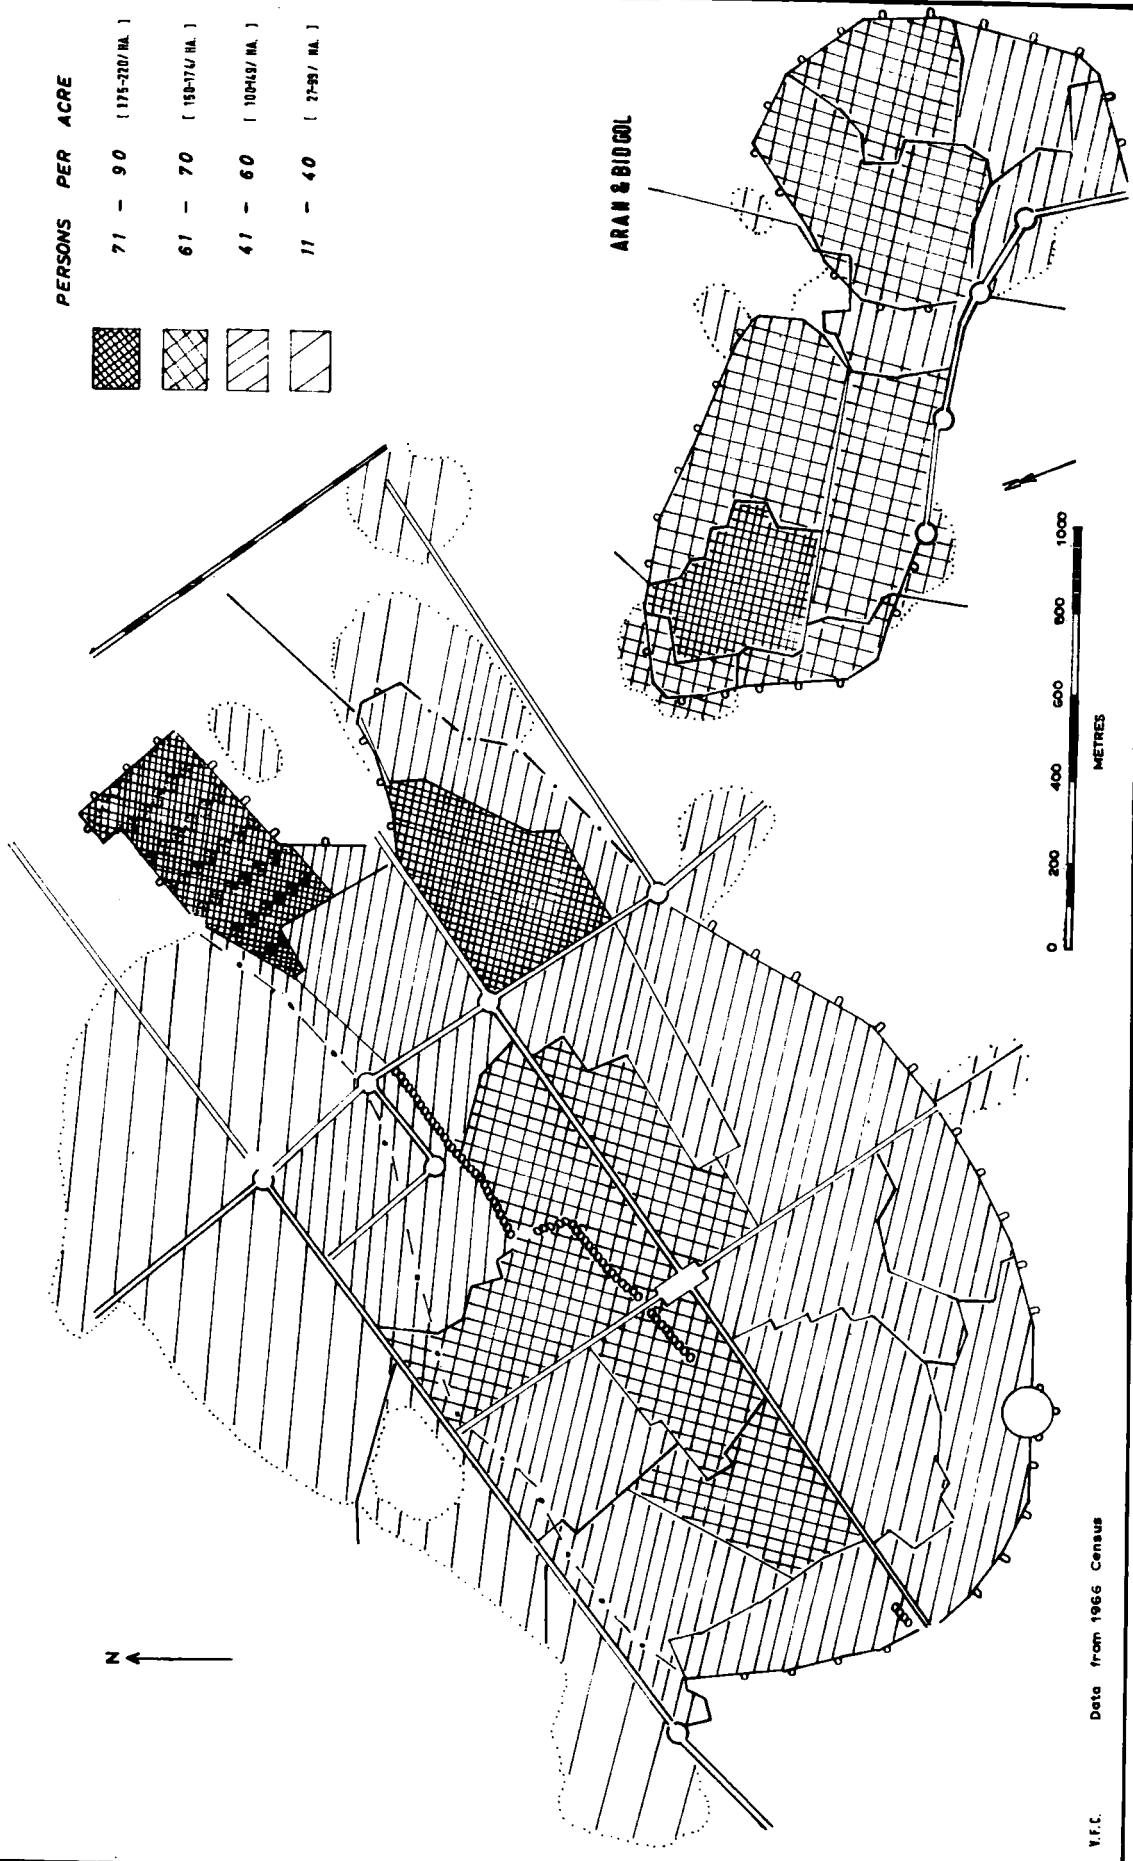 PERSONS PER ACRE
71 - 90 [ 175-220/ HA. ]
61 - 70 [ 150-174/ HA. ]
41 - 60 [ 100-149/ HA. ]
11 - 40 [ 27-99/ HA. ]
ARAN & BIDGOL
N
N
0 200 400 600 800 1000
METRES
V.F.C. Data from 1966 Census